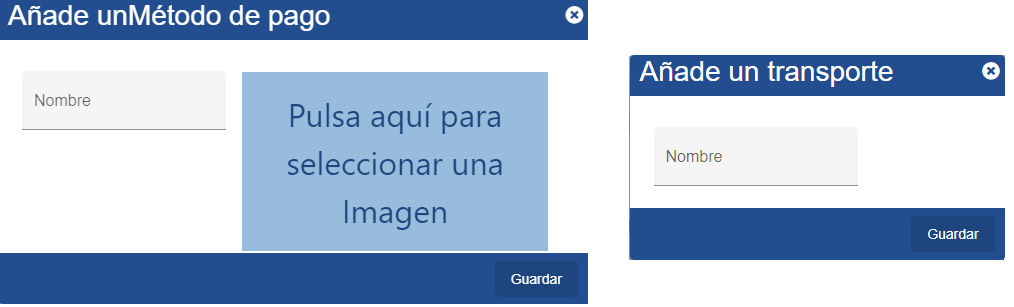 Añade unMétodo de pago
Nombre
Pulsa aquí para
seleccionar una
Imagen
Guardar
Añade un transporte
Nombre
Guardar